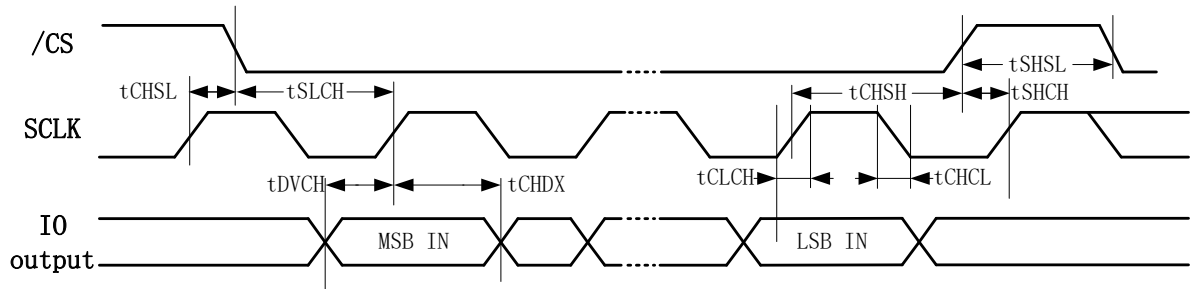 /CS
tCHSL
tSLCH
tCHSH
tSHSL
tSHCH
SCLK
tDVCH
tCHDX
tCLCH
tCHCL
IO
output
MSB IN
LSB IN